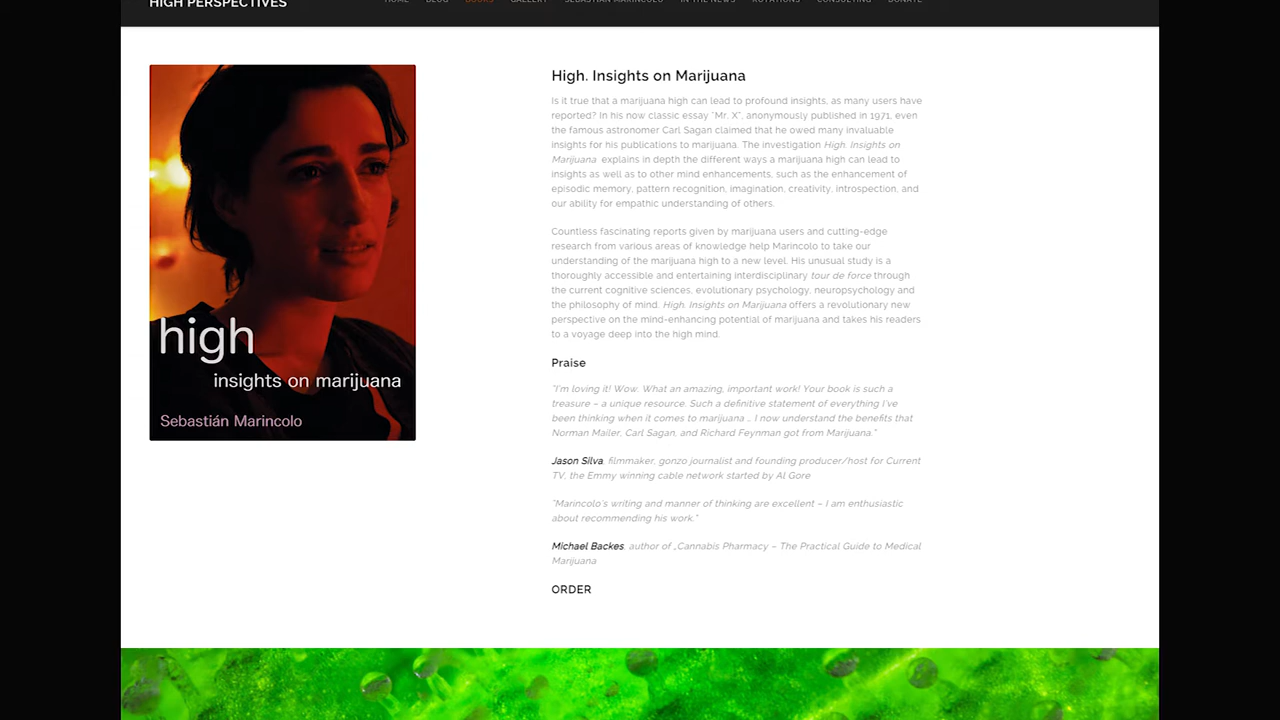 HIGH PERSPECTIVES
HOME BLOG BOOKS GALLERY SEBASTIÁN MARINCOLO IN THE NEWS ROTATIONS CONSULTING DONATE
high
insights on marijuana
Sebastián Marincolo
High. Insights on Marijuana
Is it true that a marijuana high can lead to profound insights, as many users have
reported? In his now classic essay "Mr. X", anonymously published in 1971, even
the famous astronomer Carl Sagan claimed that he owed many invaluable
insights for his publications to marijuana. The investigation High. Insights on
Marijuana explains in depth the different ways a marijuana high can lead to
insights as well as to other mind enhancements, such as the enhancement of
episodic memory, pattern recognition, imagination, creativity, introspection, and
our ability for empathic understanding of others.
Countless fascinating reports given by marijuana users and cutting-edge
research from various areas of knowledge help Marincolo to take our
understanding of the marijuana high to a new level. His unusual study is a
thoroughly accessible and entertaining interdisciplinary tour de force through
the current cognitive sciences, evolutionary psychology, neuropsychology and
the philosophy of mind. High. Insights on Marijuana offers a revolutionary new
perspective on the mind-enhancing potential of marijuana and takes his readers
to a voyage deep into the high mind.
Praise
"I'm loving it! Wow. What an amazing, important work! Your book is such a
treasure – a unique resource. Such a definitive statement of everything I've
been thinking when it comes to marijuana … I now understand the benefits that
Norman Mailer, Carl Sagan, and Richard Feynman got from Marijuana."
Jason Silva, filmmaker, gonzo journalist and founding producer/host for Current
TV, the Emmy winning cable network started by Al Gore
"Marincolo's writing and manner of thinking are excellent – I am enthusiastic
about recommending his work."
Michael Backes, author of „Cannabis Pharmacy – The Practical Guide to Medical
Marijuana
ORDER